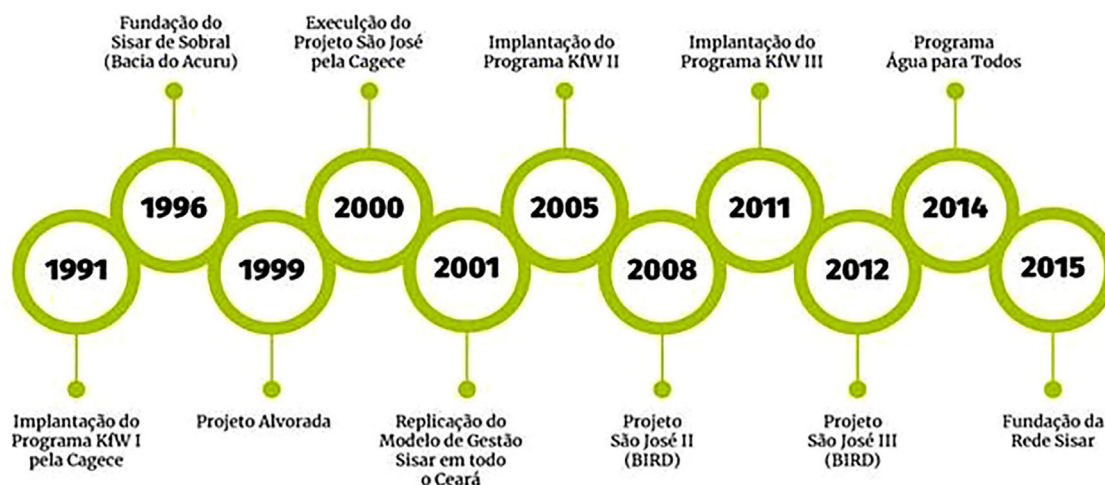 Fundação do
Sisar de Sobral
(Bacia do Acuru)
Execulção do
Projeto São José
pela Cagece
Implantação do
Programa KfW II
Implantação do
Programa KfW III
Programa
Água para Todos
1996
2000
2005
2011
2014
1991
1999
2001
2008
2012
2015
Implantação do
Programa KfW I
pela Cagece
Projeto Alvorada
Replicação do
Modelo de Gestão
Sisar em todo
o Ceará
Projeto
São José II
(BIRD)
Projeto
São José III
(BIRD)
Fundação da
Rede Sisar